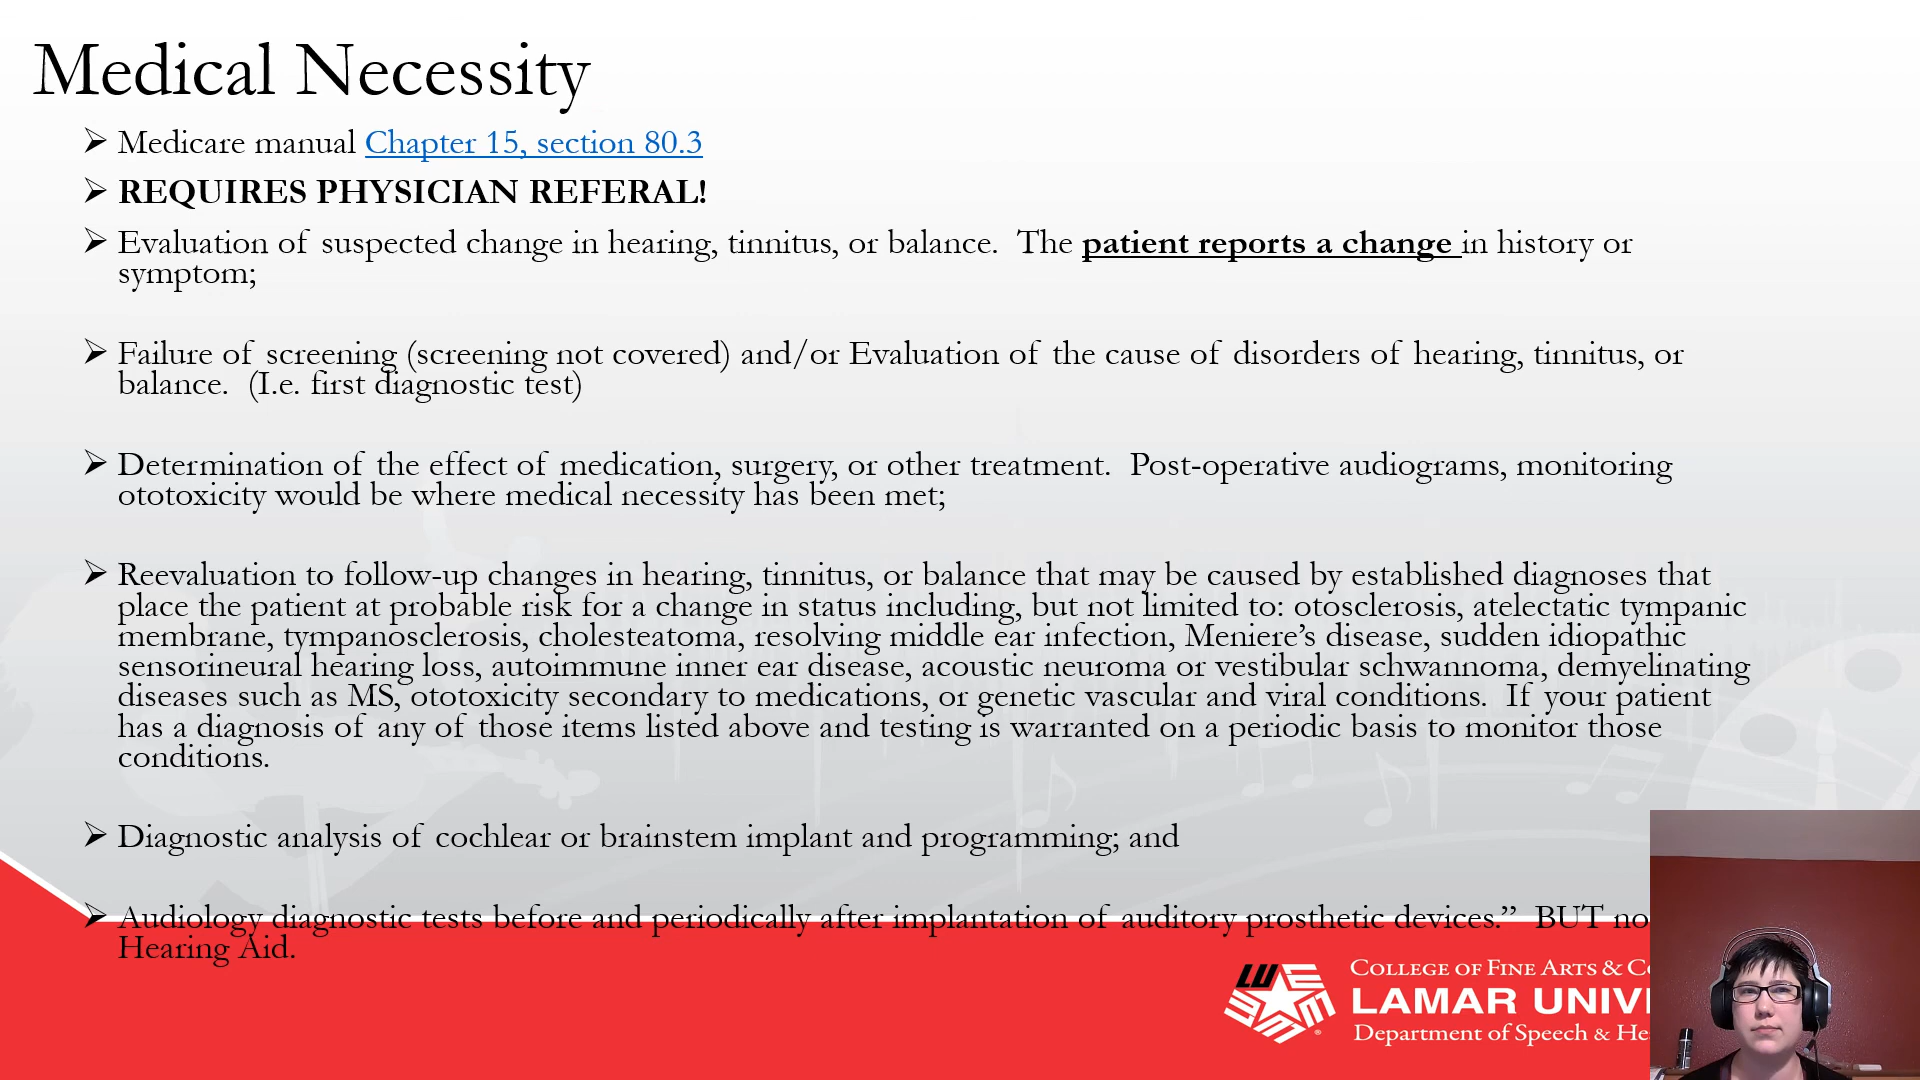 Medical Necessity
➢ Medicare manual Chapter 15, section 80.3
➢ REQUIRES PHYSICIAN REFERAL!
➢ Evaluation of suspected change in hearing, tinnitus, or balance. The patient reports a change in history or
symptom;
➢ Failure of screening (screening not covered) and/or Evaluation of the cause of disorders of hearing, tinnitus, or
balance. (I.e. first diagnostic test)
➢ Determination of the effect of medication, surgery, or other treatment. Post-operative audiograms, monitoring
ototoxicity would be where medical necessity has been met;
➢ Reevaluation to follow-up changes in hearing, tinnitus, or balance that may be caused by established diagnoses that
place the patient at probable risk for a change in status including, but not limited to: otosclerosis, atelectatic tympanic
membrane, tympanosclerosis, cholesteatoma, resolving middle ear infection, Meniere's disease, sudden idiopathic
sensorineural hearing loss, autoimmune inner ear disease, acoustic neuroma or vestibular schwannoma, demyelinating
diseases such as MS, ototoxicity secondary to medications, or genetic vascular and viral conditions. If your patient
has a diagnosis of any of those items listed above and testing is warranted on a periodic basis to monitor those
conditions.
➢ Diagnostic analysis of cochlear or brainstem implant and programming; and
➢ Audiology diagnostic tests before and periodically after implantation of auditory prosthetic devices.” BUT
Hearing Aid.
COLLEGE OF FINE ARTS &
LAMAR
Department of Speech &